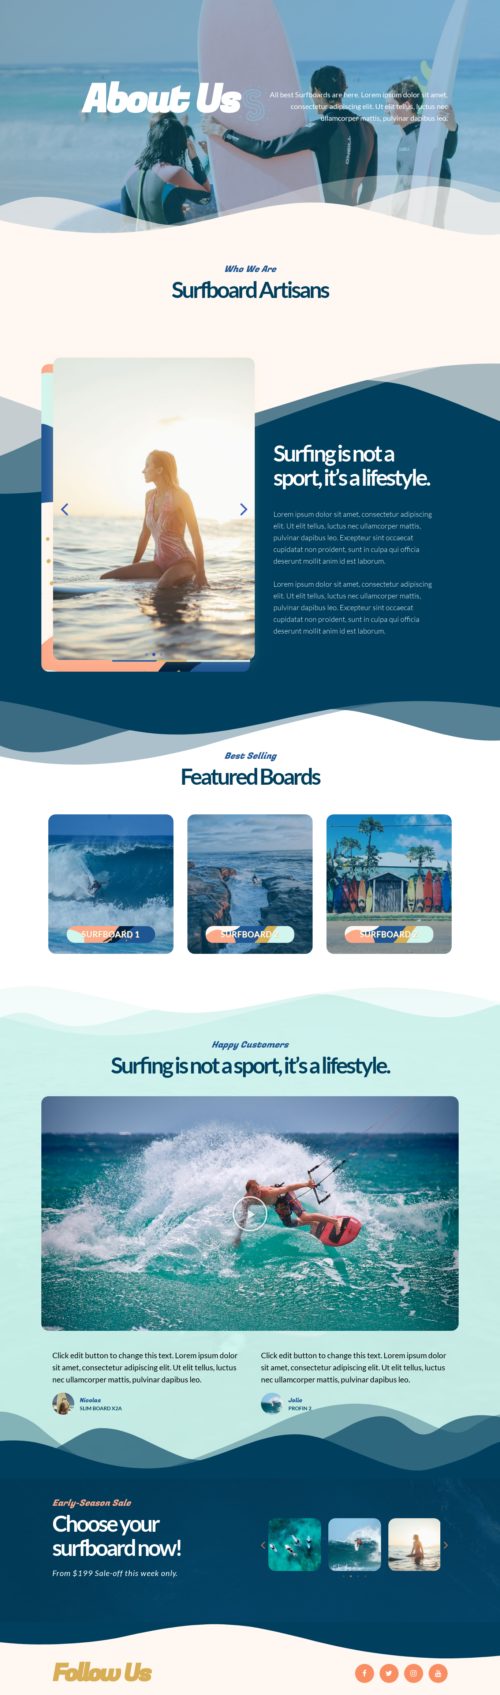 About Us
All best Surfboards are here, Lorem ipsum dolor sit amet,
consectetur adipiscing elit. Ut elit tellus, luctus nec
ullamcorper mattis, pulvinar dapibus leo.
Who We Are
Surfboard Artisans
Surfing is not a
sport, it's a lifestyle.
Lorem ipsum dolor sit amet, consectetur adipiscing
elit. Ut elit tellus, luctus nec ullamcorper mattis,
pulvinar dapibus leo. Excepteur sint occaecat
cupidatat non proident, sunt in culpa qui officia
deserunt mollit anim id est laborum.
Lorem ipsum dolor sit amet, consectetur adipiscing
elit. Ut elit tellus, luctus nec ullamcorper mattis,
pulvinar dapibus leo. Excepteur sint occaecat
cupidatat non proident, sunt in culpa qui officia
deserunt mollit anim id est laborum.
Best Selling
Featured Boards
SURFBOARD 1
SURFBOARD
SURFBOARD
Happy Customers
Surfing is not a sport, it's a lifestyle.
Click edit button to change this text. Lorem ipsum dolor
sit amet, consectetur adipiscing elit. Ut elit tellus, luctus
nec ullamcorper mattis, pulvinar dapibus leo.
Nicolas
SLIM BOARD X2A
Click edit button to change this text. Lorem ipsum dolor
sit amet, consectetur adipiscing elit. Ut elit tellus, luctus
nec ullamcorper mattis, pulvinar dapibus leo.
Jolie
PROFIN 2
Early-Season Sale
Choose your
surfboard now!
From $199 Sale-off this week only.
Follow Us